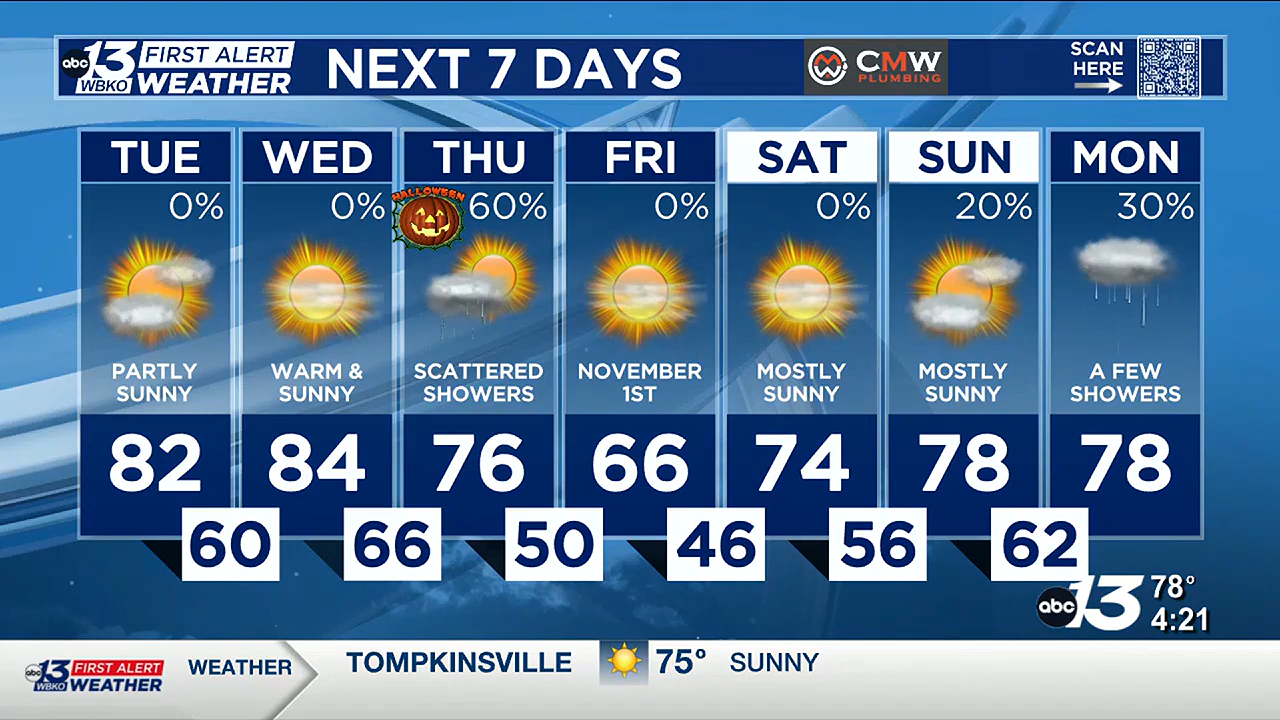 abc 13 WBKO FIRST ALERT WEATHER
NEXT 7 DAYS
CMW PLUMBING
SCAN HERE
TUE WED THU FRI SAT SUN MON
0% 0% 60% 0% 0% 20% 30%
HALLOWEEN
PARTLY SUNNY
WARM & SUNNY
SCATTERED SHOWERS
NOVEMBER 1ST
MOSTLY SUNNY
MOSTLY SUNNY
A FEW SHOWERS
82 84 76 66 74 78 78
60 66 50 46 56 62
abc 13
78°
4:21
abc 13 WBKO FIRST ALERT WEATHER
WEATHER
TOMPKINSVILLE 75° SUNNY